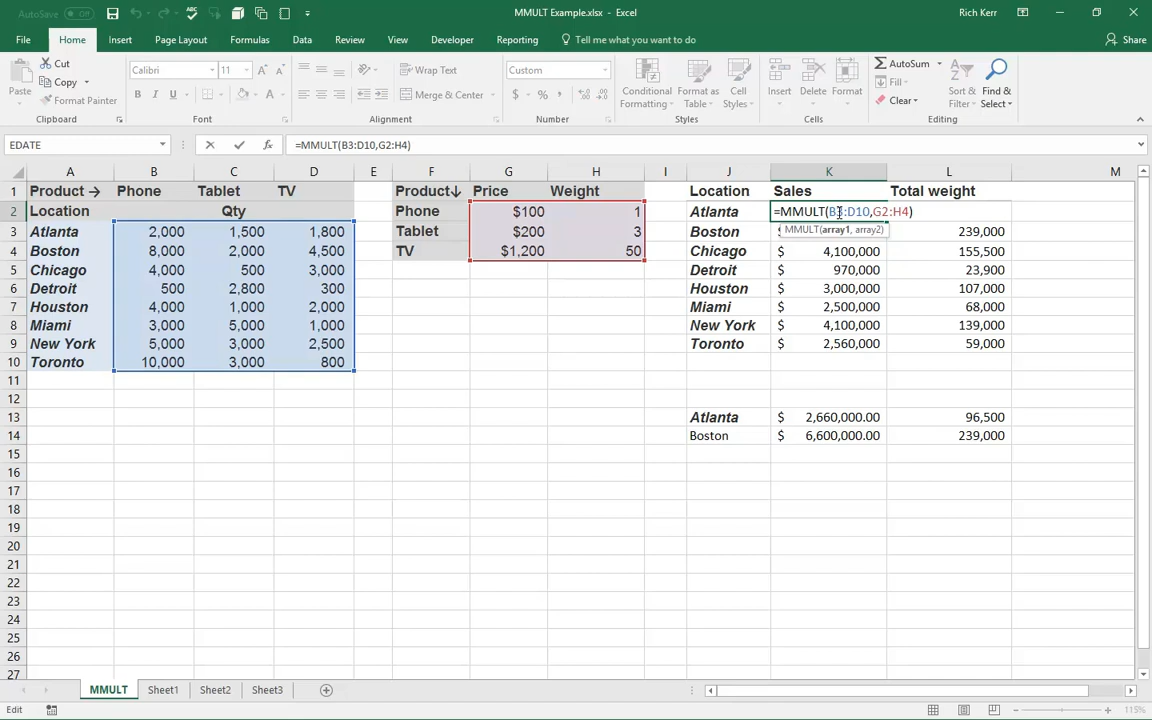 AutoSave Off MMULT Example.xlsx - Excel Rich Kerr
File Home Insert Page Layout Formulas Data Review View Developer Reporting Tell me what you want to do Share
Paste Cut Copy Format Painter Clipboard
Calibri 11 A A B I U A Font
Wrap Text Merge & Center Alignment
Custom $ % , Number
Conditional Formatting Format as Table Cell Styles Styles
Insert Delete Format Cells
AutoSum Fill Clear Sort & Filter Find & Select Editing
EDATE fx =MMULT(B3:D10,G2:H4)
A B C D E F G H I J K L M
1 Product → Phone Tablet TV Product↓ Price Weight Location Sales Total weight
2 Location Qty Phone $100 1 Atlanta =MMULT(B3:D10,G2:H4)
MMULT(array1, array2)
3 Atlanta 2,000 1,500 1,800 Tablet $200 3 Boston $ 239,000
4 Boston 8,000 2,000 4,500 TV $1,200 50 Chicago $ 4,100,000 155,500
5 Chicago 4,000 500 3,000 Detroit $ 970,000 23,900
6 Detroit 500 2,800 300 Houston $ 3,000,000 107,000
7 Houston 4,000 1,000 2,000 Miami $ 2,500,000 68,000
8 Miami 3,000 5,000 1,000 New York $ 4,100,000 139,000
9 New York 5,000 3,000 2,500 Toronto $ 2,560,000 59,000
10 Toronto 10,000 3,000 800
11
12
13 Atlanta $ 2,660,000.00 96,500
14 Boston $ 6,600,000.00 239,000
15
16
17
18
19
20
21
22
23
24
25
26
27
MMULT Sheet1 Sheet2 Sheet3
Edit 115%